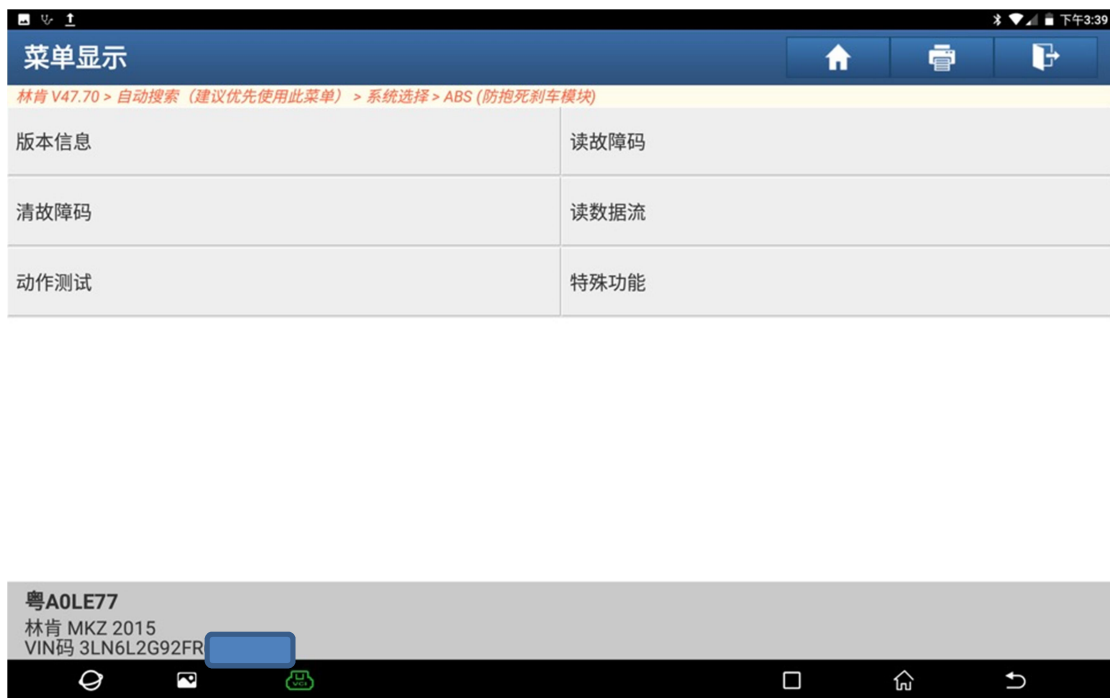 下午3:39
菜单显示
林肯 V47.70 > 自动搜索（建议优先使用此菜单） > 系统选择 > ABS (防抱死刹车模块)
版本信息 读故障码
清故障码 读数据流
动作测试 特殊功能
粤A0LE77
林肯 MKZ 2015
VIN码 3LN6L2G92FR
VCI